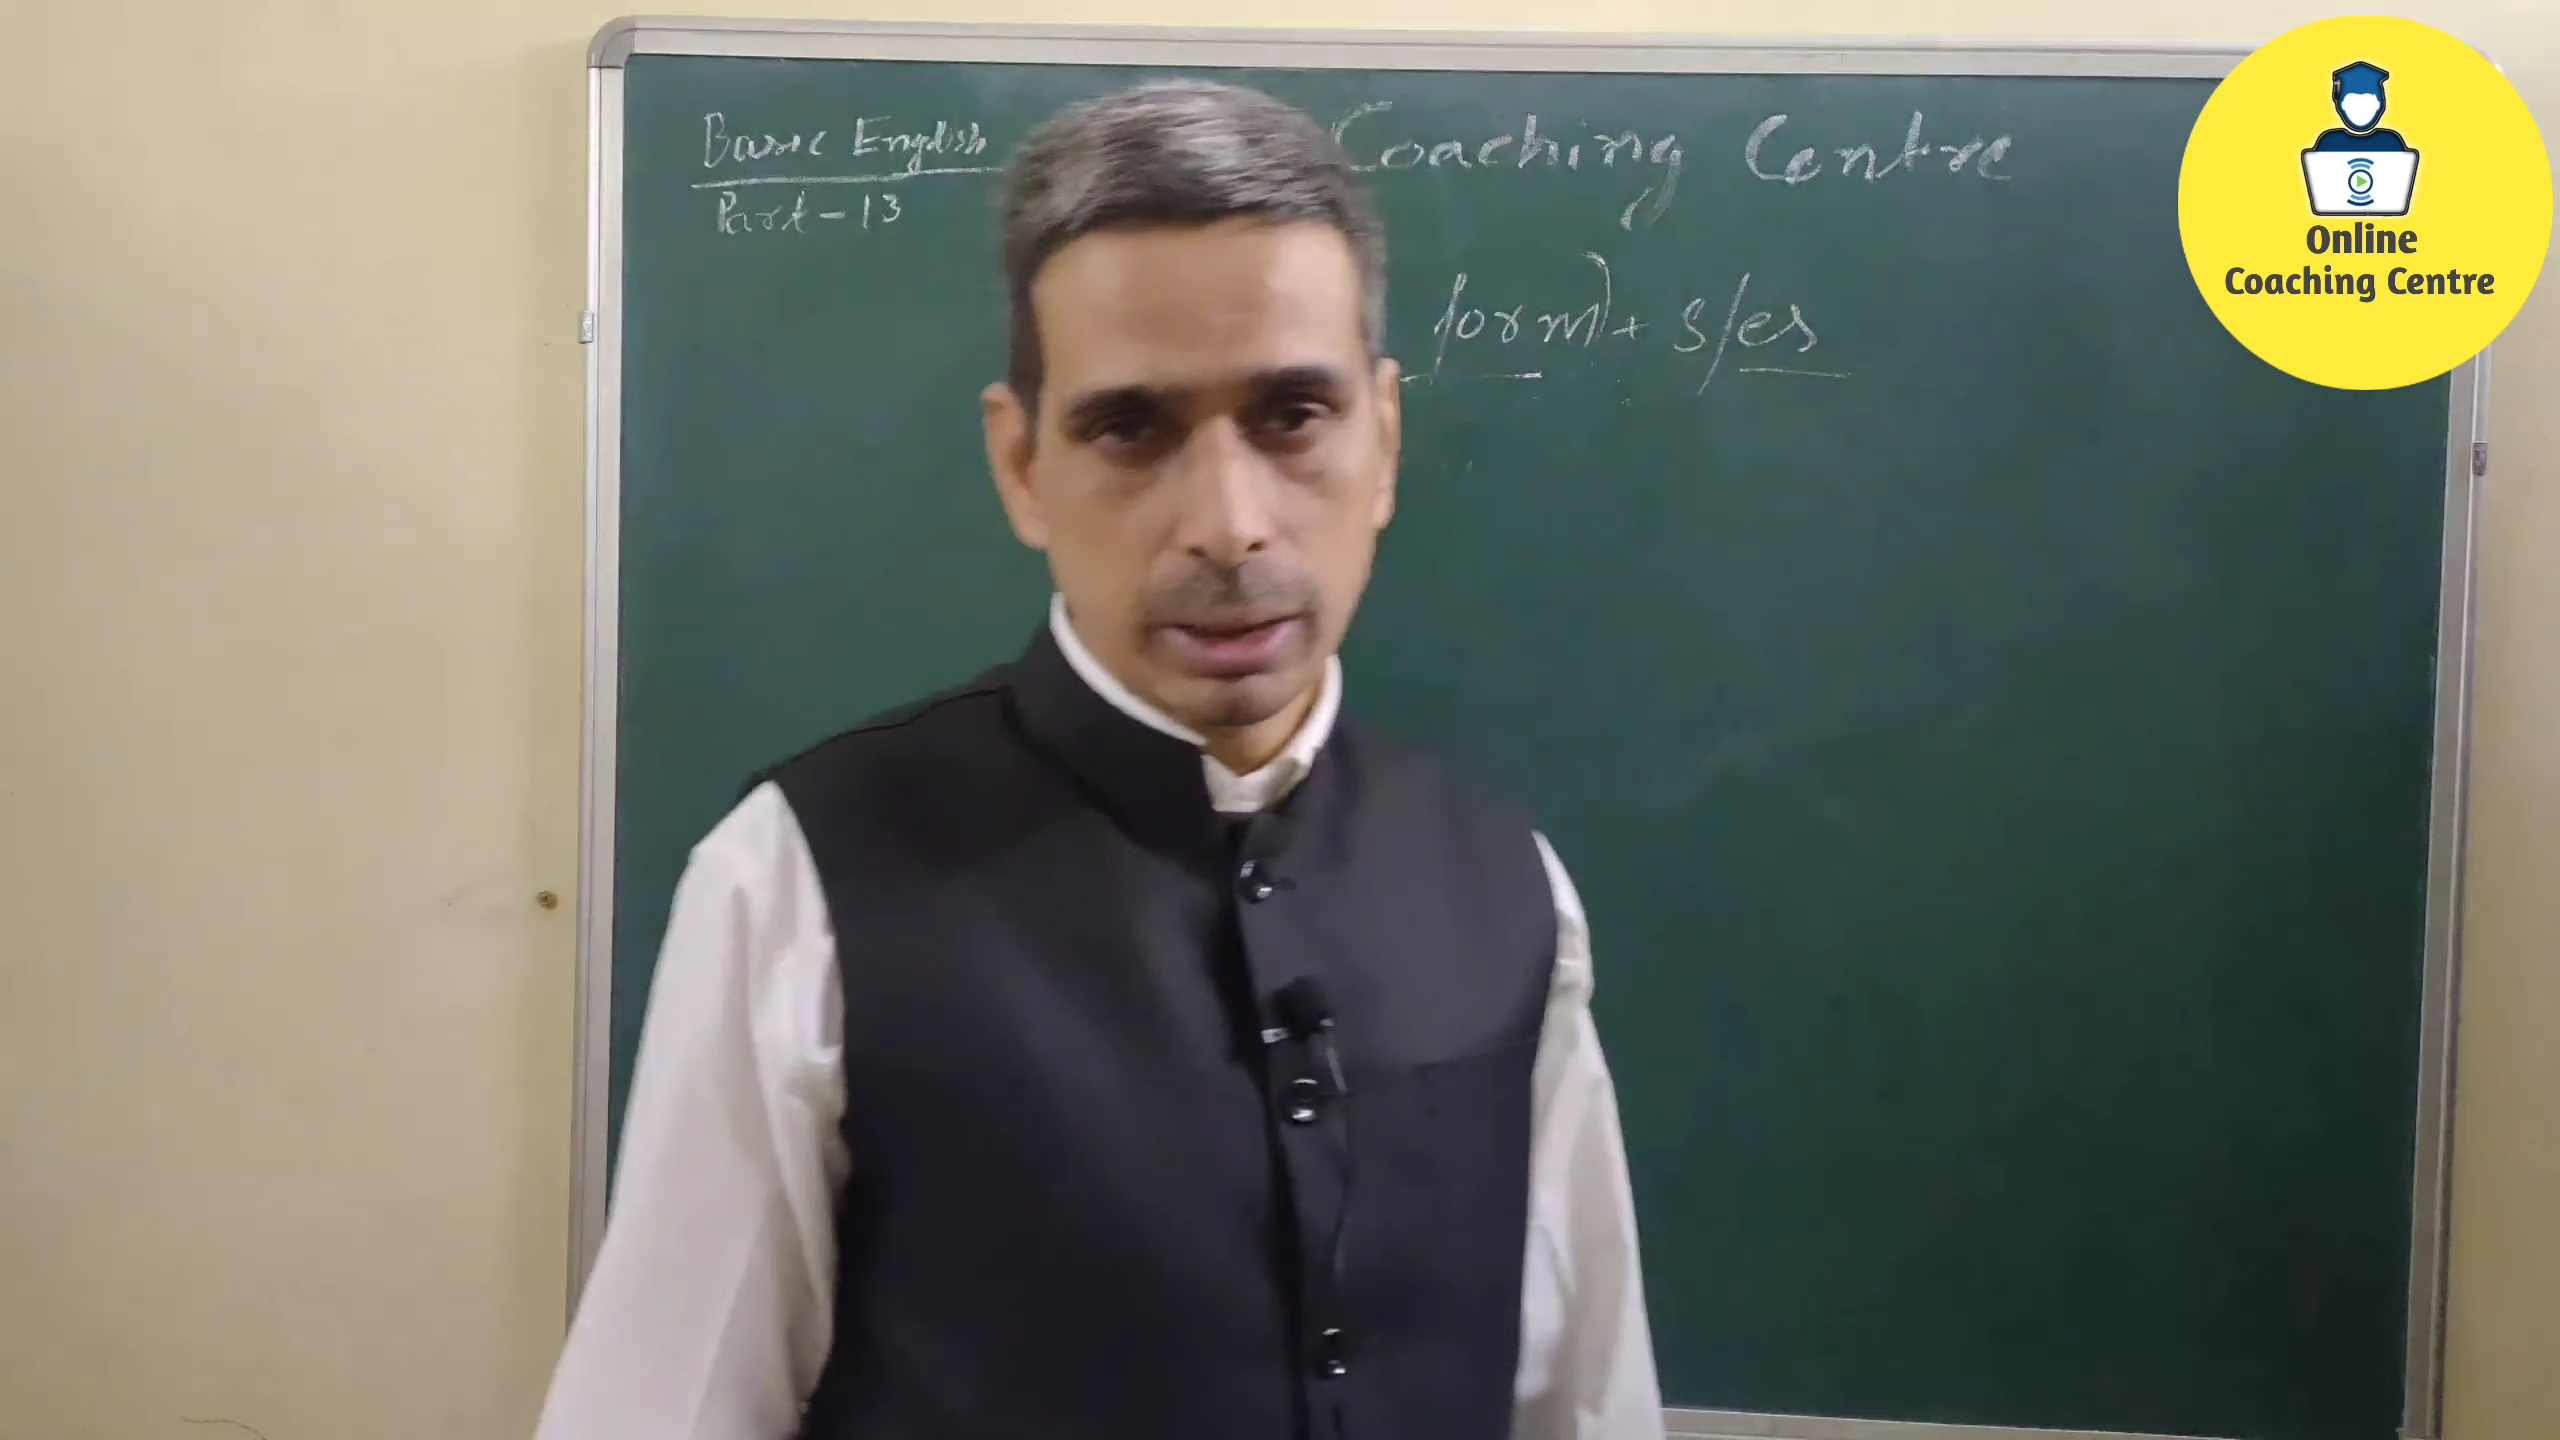 Basic English
Coaching Centre
Part-13
form) + s/es
Online
Coaching Centre